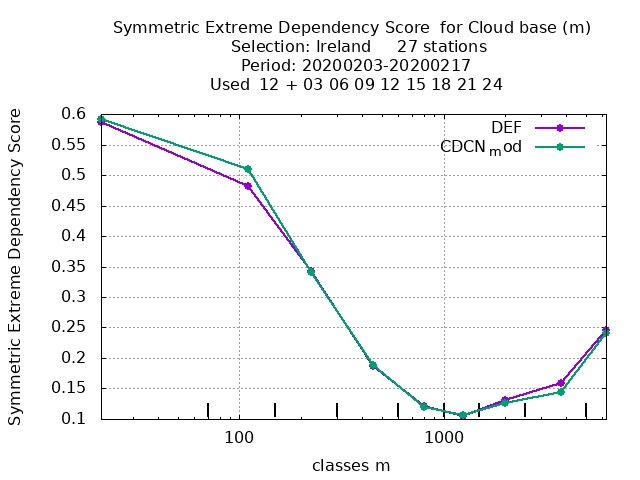 Symmetric Extreme Dependency Score  for Cloud base (m)
Selection: Ireland     27 stations
Period: 20200203-20200217
Used  12 + 03 06 09 12 15 18 21 24
Symmetric Extreme Dependency Score
0.6
0.55
0.5
0.45
0.4
0.35
0.3
0.25
0.2
0.15
0.1
DEF
CDCN_mod
100
1000
classes m